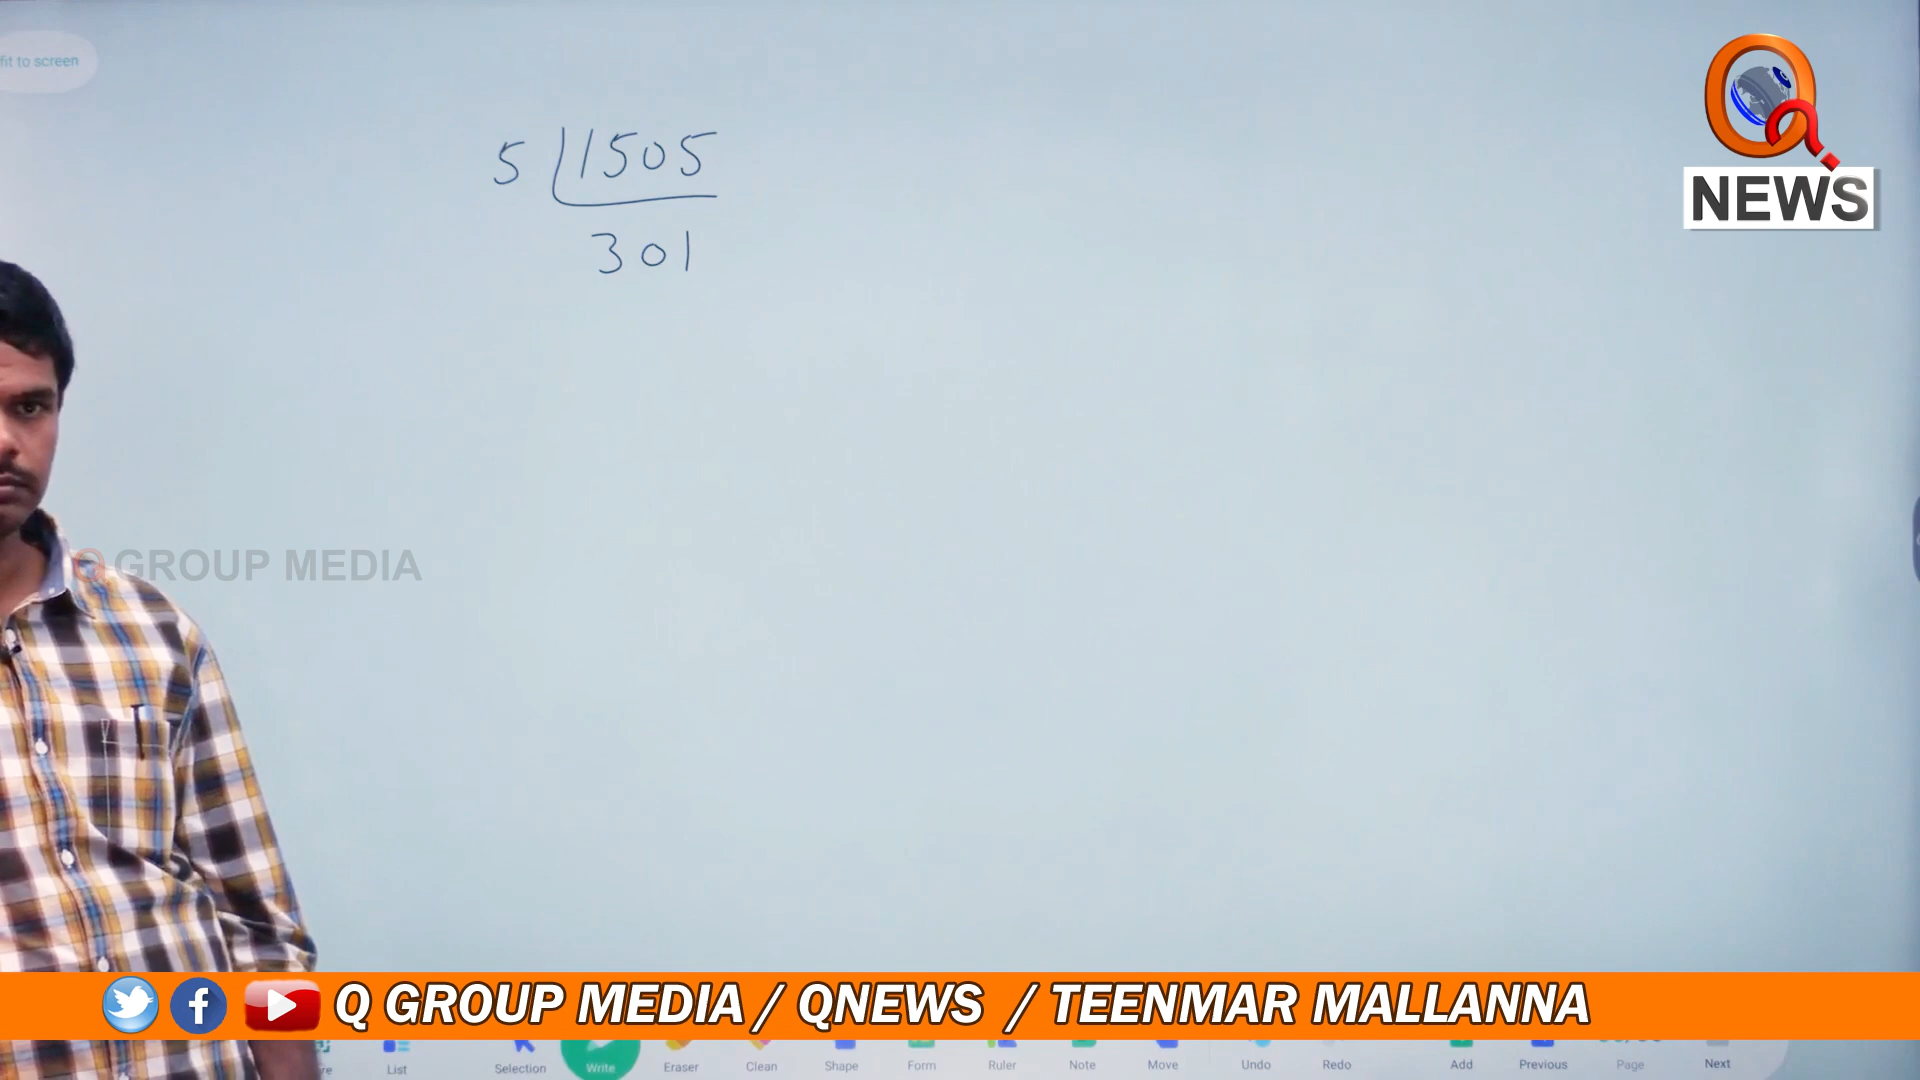 fit to screen
NEWS
5 1505
301
Q GROUP MEDIA
Q GROUP MEDIA / QNEWS / TEENMAR MALLANNA
List Selection Write Eraser Clean Shape Form Ruler Note Move Undo Redo Add Previous Page Next